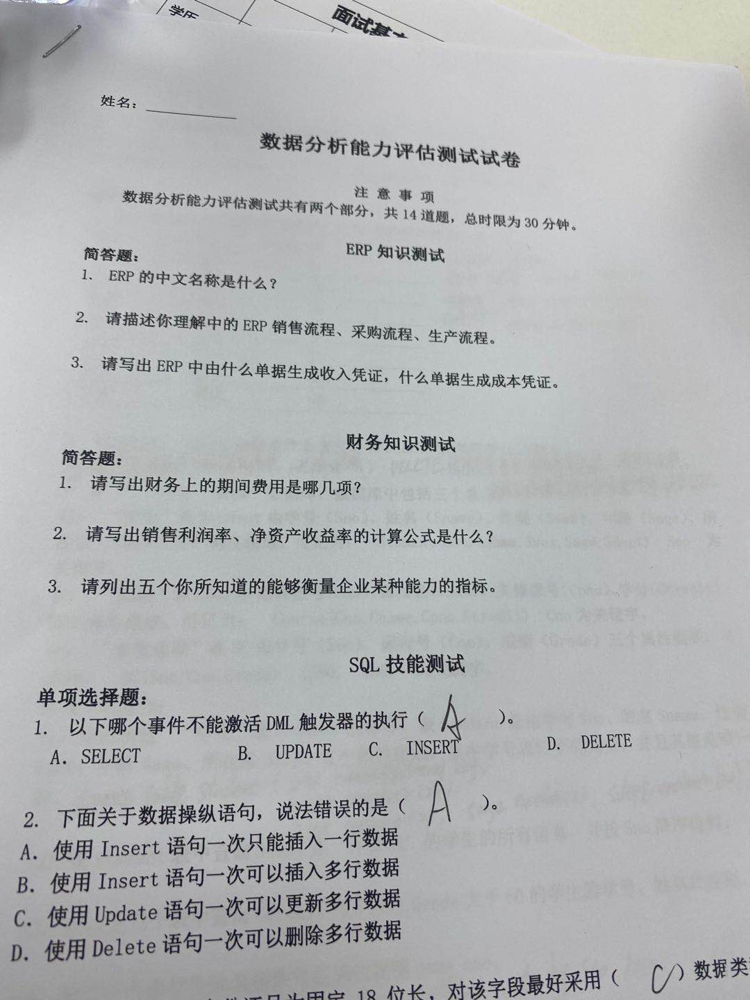 学历
面试基本
姓名：
数据分析能力评估测试试卷
注 意 事 项
数据分析能力评估测试共有两个部分，共 14 道题，总时限为 30 分钟。
ERP 知识测试
简答题：
1. ERP 的中文名称是什么？
2. 请描述你理解中的 ERP 销售流程、采购流程、生产流程。
3. 请写出 ERP 中由什么单据生成收入凭证，什么单据生成成本凭证。
财务知识测试
简答题：
1. 请写出财务上的期间费用是哪几项？
2. 请写出销售利润率、净资产收益率的计算公式是什么？
3. 请列出五个你所知道的能够衡量企业某种能力的指标。
SQL 技能测试
单项选择题：
1. 以下哪个事件不能激活 DML 触发器的执行（ A ）。
A. SELECT B. UPDATE C. INSERT D. DELETE
2. 下面关于数据操纵语句，说法错误的是（ A ）。
A. 使用 Insert 语句一次只能插入一行数据
B. 使用 Insert 语句一次可以插入多行数据
C. 使用 Update 语句一次可以更新多行数据
D. 使用 Delete 语句一次可以删除多行数据
固定 18 位长，对该字段最好采用（ C ）数据类